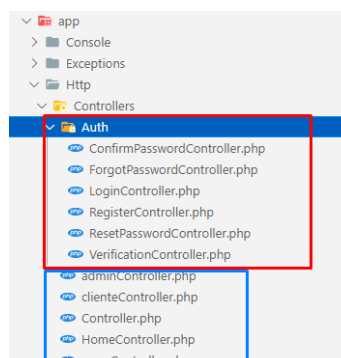 app
Console
Exceptions
Http
Controllers
Auth
ConfirmPasswordController.php
ForgotPasswordController.php
LoginController.php
RegisterController.php
ResetPasswordController.php
VerificationController.php
adminController.php
clienteController.php
Controller.php
HomeController.php